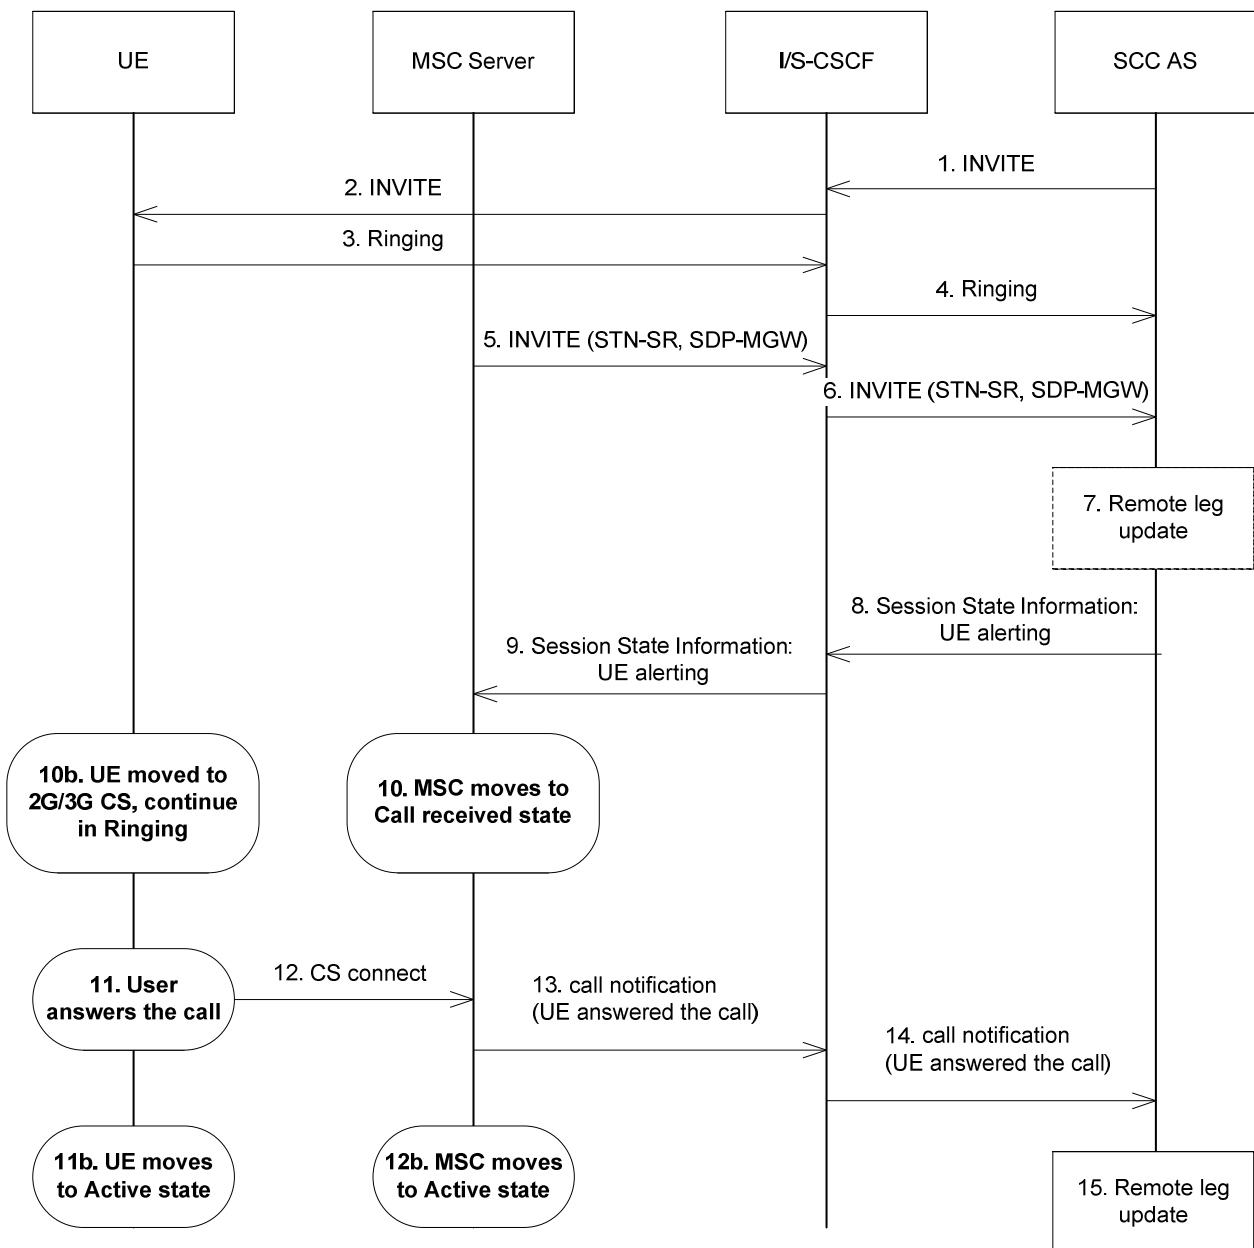 UE
MSC Server
I/S-CSCF
SCC AS
1. INVITE
2. INVITE
3. Ringing
4. Ringing
5. INVITE (STN-SR, SDP-MGW)
6. INVITE (STN-SR, SDP-MGW)
7. Remote leg
update
8. Session State Information:
UE alerting
9. Session State Information:
UE alerting
10b. UE moved to
2G/3G CS, continue
in Ringing
10. MSC moves to
Call received state
11. User
answers the call
12. CS connect
13. call notification
(UE answered the call)
14. call notification
(UE answered the call)
11b. UE moves
to Active state
12b. MSC moves
to Active state
15. Remote leg
update